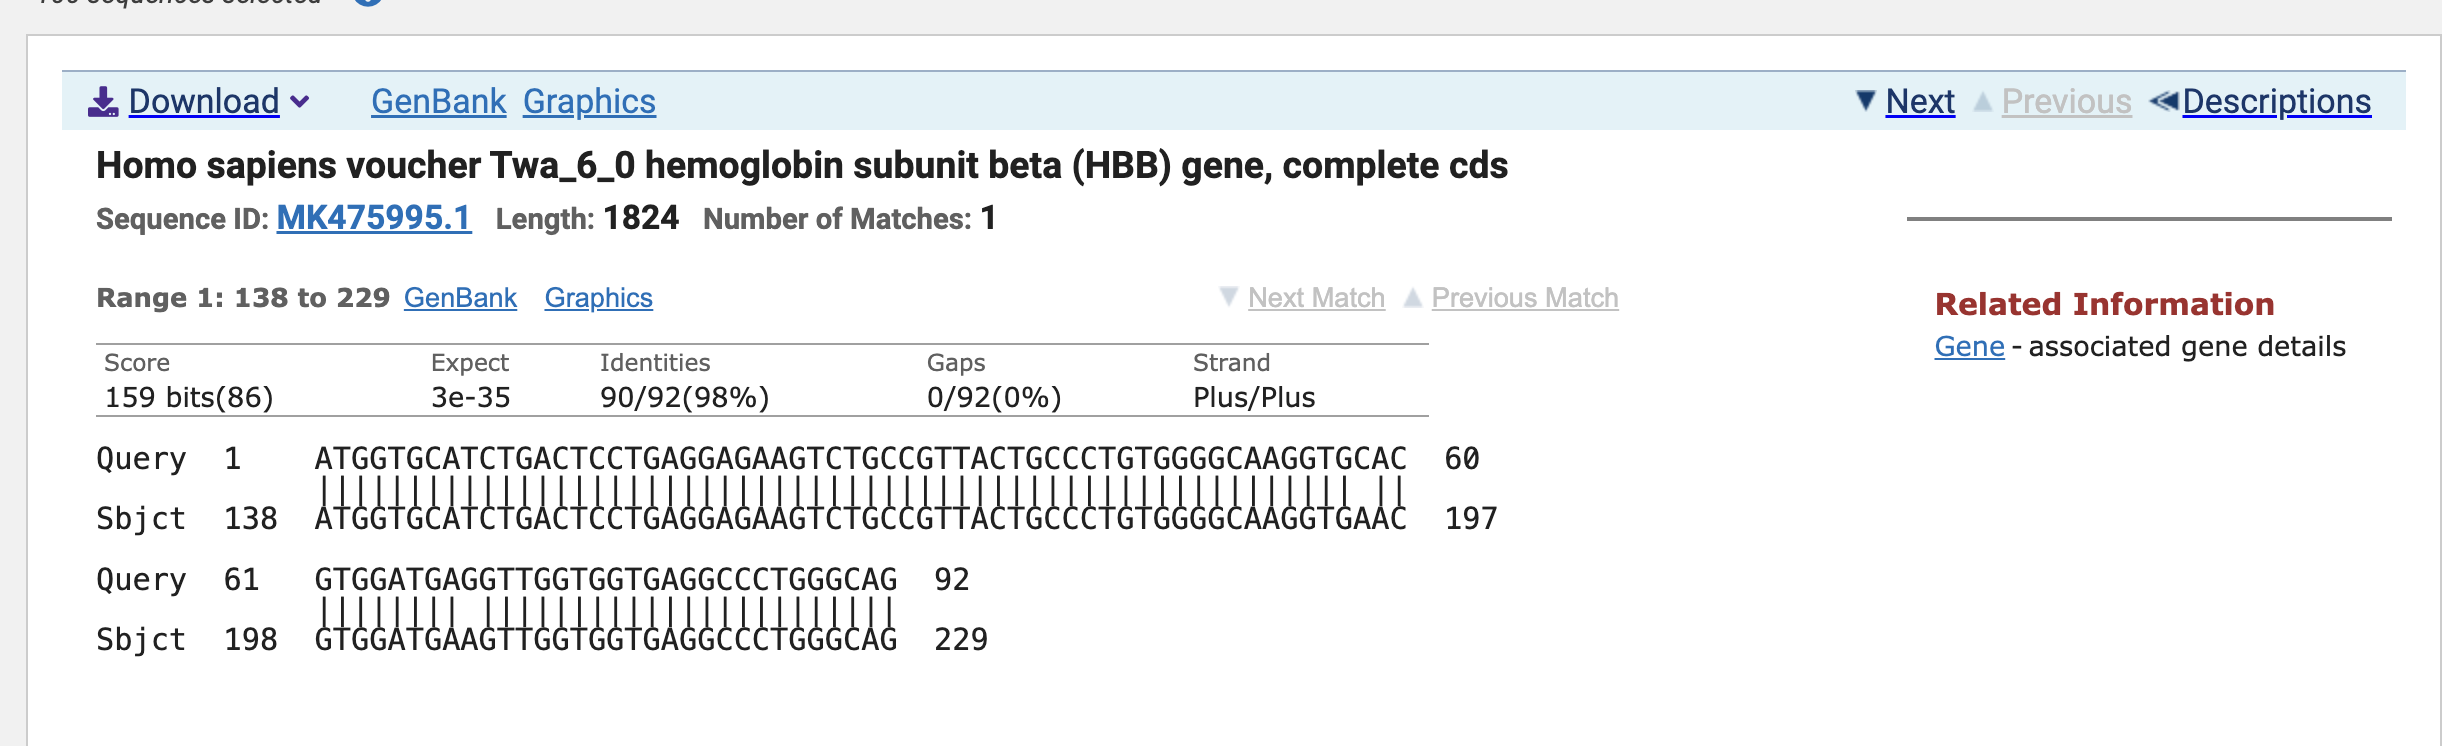 sequences selected
Download GenBank Graphics Next Previous Descriptions
Homo sapiens voucher Twa_6_0 hemoglobin subunit beta (HBB) gene, complete cds
Sequence ID: MK475995.1 Length: 1824 Number of Matches: 1
Range 1: 138 to 229 GenBank Graphics Next Match Previous Match
Related Information
Gene - associated gene details
Score Expect Identities Gaps Strand
159 bits(86) 3e-35 90/92(98%) 0/92(0%) Plus/Plus
Query 1 ATGGTGCATCTGACTCCTGAGGAGAAGTCTGCCGTTACTGCCCTGTGGGGCAAGGTGCAC 60
Sbjct 138 ATGGTGCATCTGACTCCTGAGGAGAAGTCTGCCGTTACTGCCCTGTGGGGCAAGGTGAAC 197
Query 61 GTGGATGAGGTTGGTGGTGAGGCCCTGGGCAG 92
Sbjct 198 GTGGATGAAGTTGGTGGTGAGGCCCTGGGCAG 229